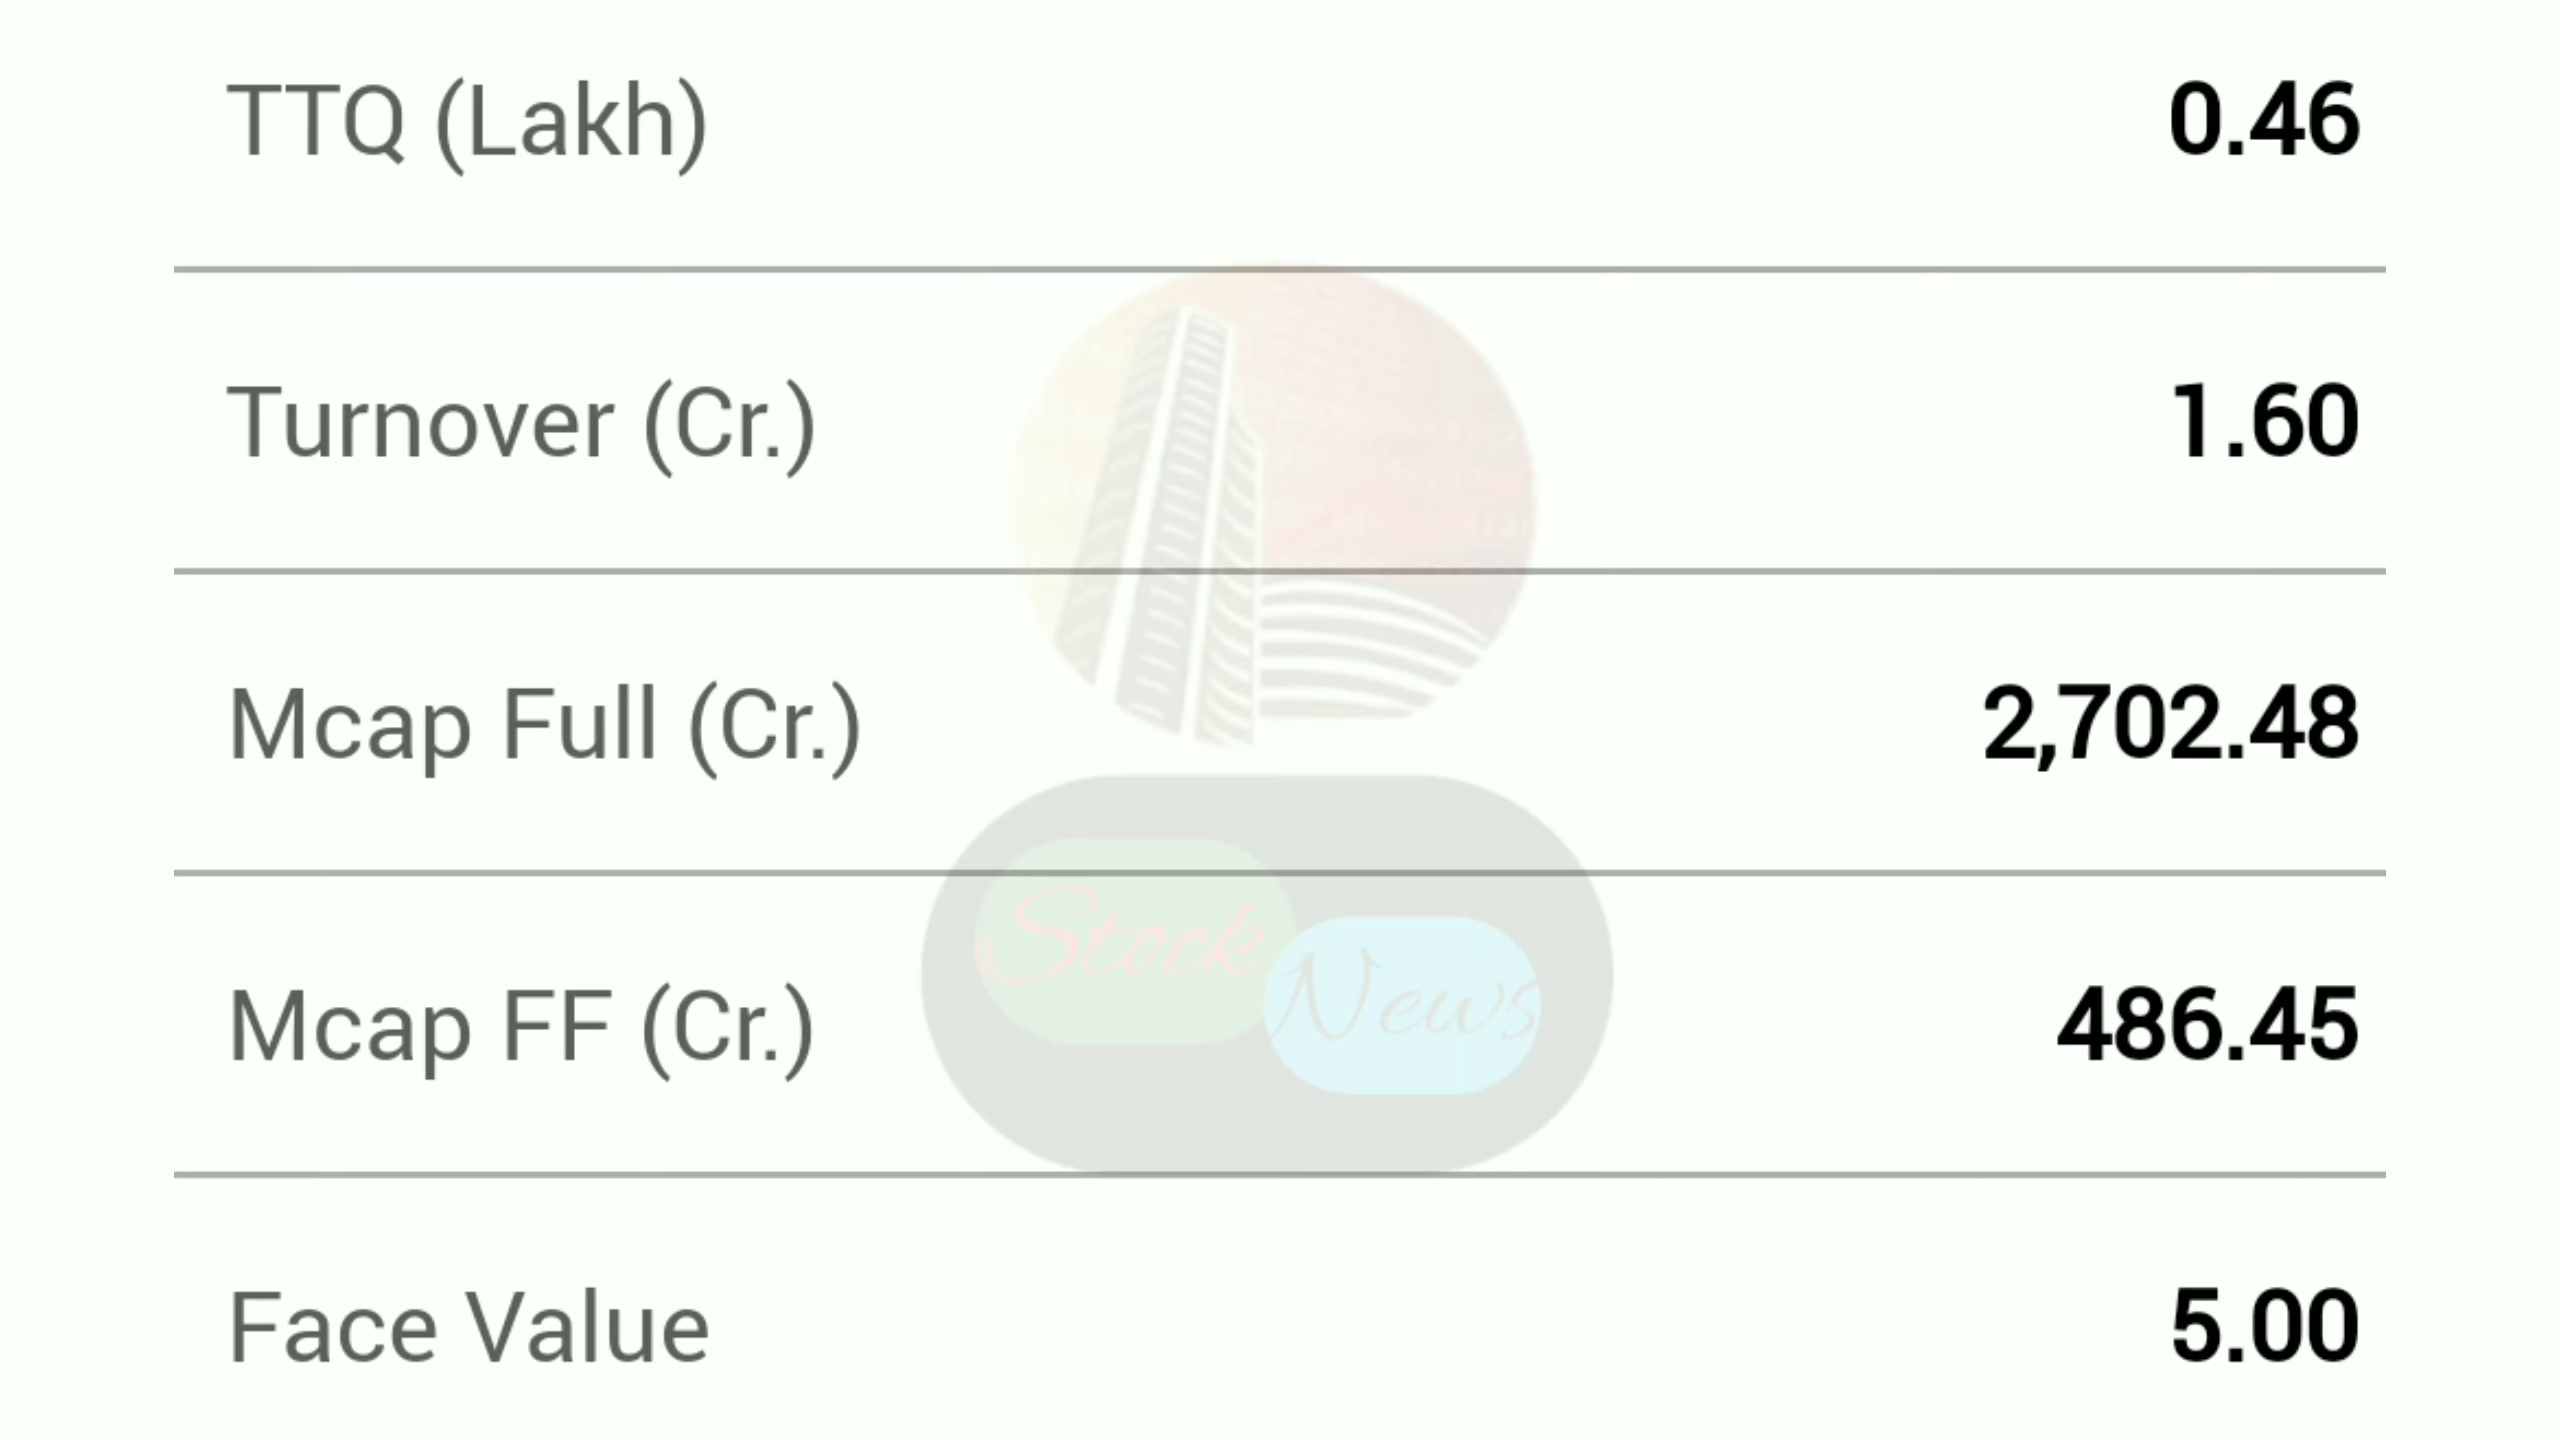 TTQ (Lakh) 0.46
Turnover (Cr.) 1.60
Mcap Full (Cr.) 2,702.48
Stock
News
Mcap FF (Cr.) 486.45
Face Value 5.00